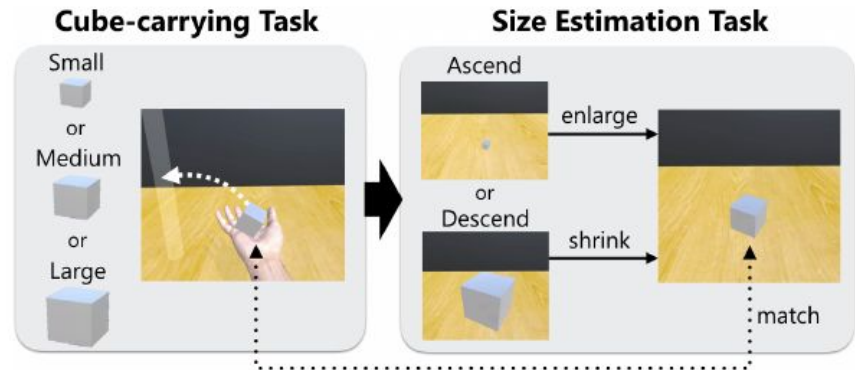 Cube-carrying Task
Small
or
Medium
or
Large
Size Estimation Task
Ascend
enlarge
or
Descend
shrink
match